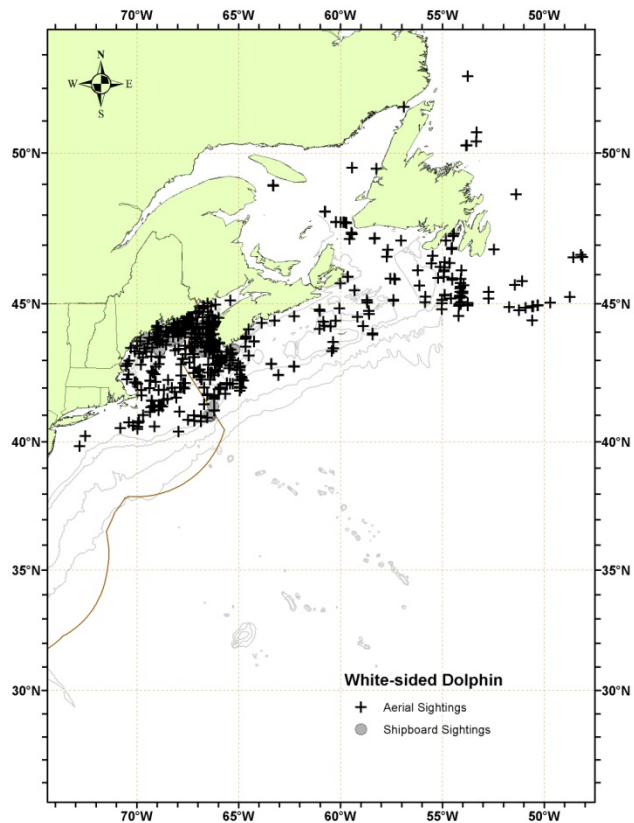 70°W 65°W 60°W 55°W 50°W
N
W E
S
50°N 50°N
45°N 45°N
40°N 40°N
35°N 35°N
White-sided Dolphin
30°N 30°N
Aerial Sightings
Shipboard Sightings
70°W 65°W 60°W 55°W 50°W